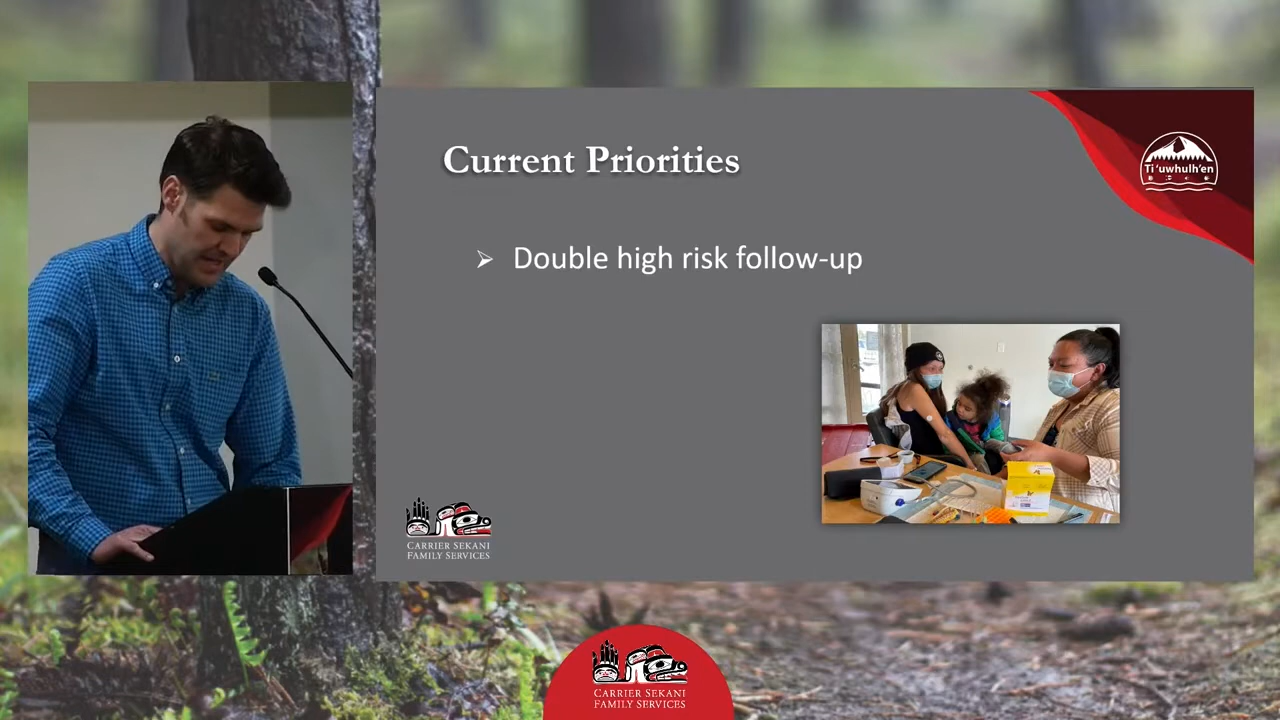 Current Priorities
Ti'uwhulh'en
Double high risk follow-up
CARRIER SEKANI
FAMILY SERVICES
CARRIER SEKANI
FAMILY SERVICES